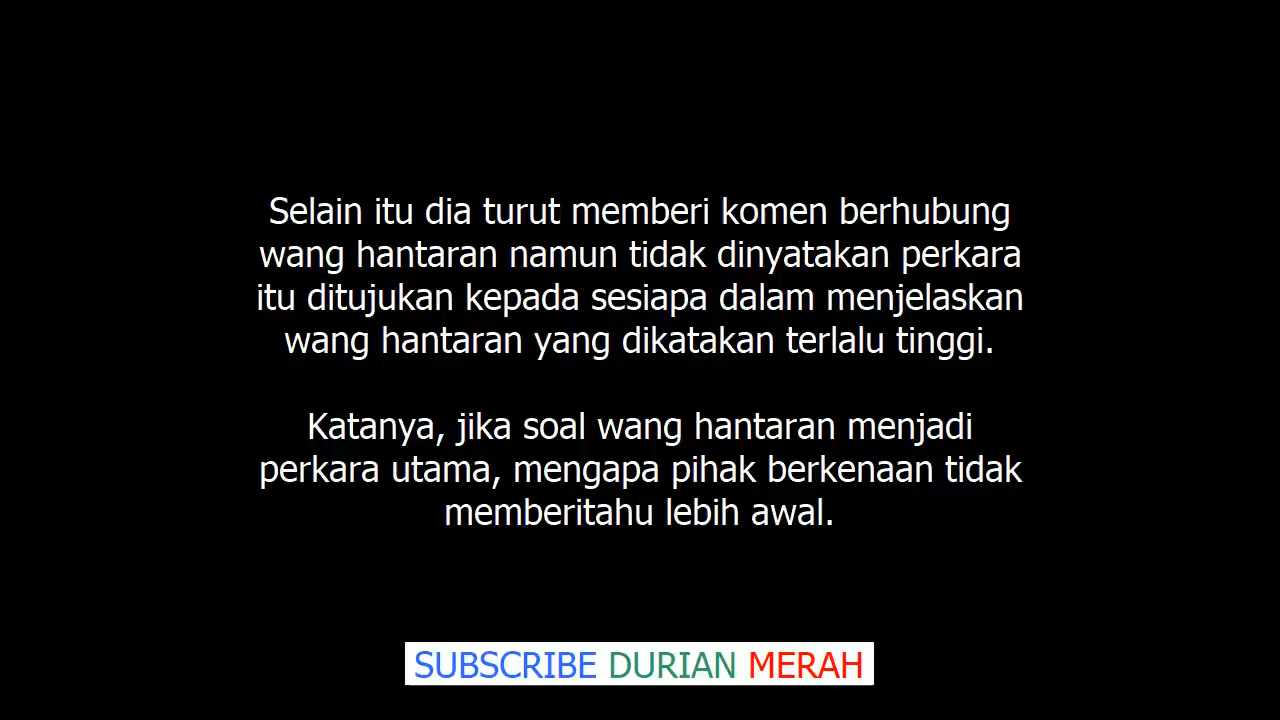 Selain itu dia turut memberi komen berhubung
wang hantaran namun tidak dinyatakan perkara
itu ditujukan kepada sesiapa dalam menjelaskan
wang hantaran yang dikatakan terlalu tinggi.
Katanya, jika soal wang hantaran menjadi
perkara utama, mengapa pihak berkenaan tidak
memberitahu lebih awal.
SUBSCRIBE DURIAN MERAH